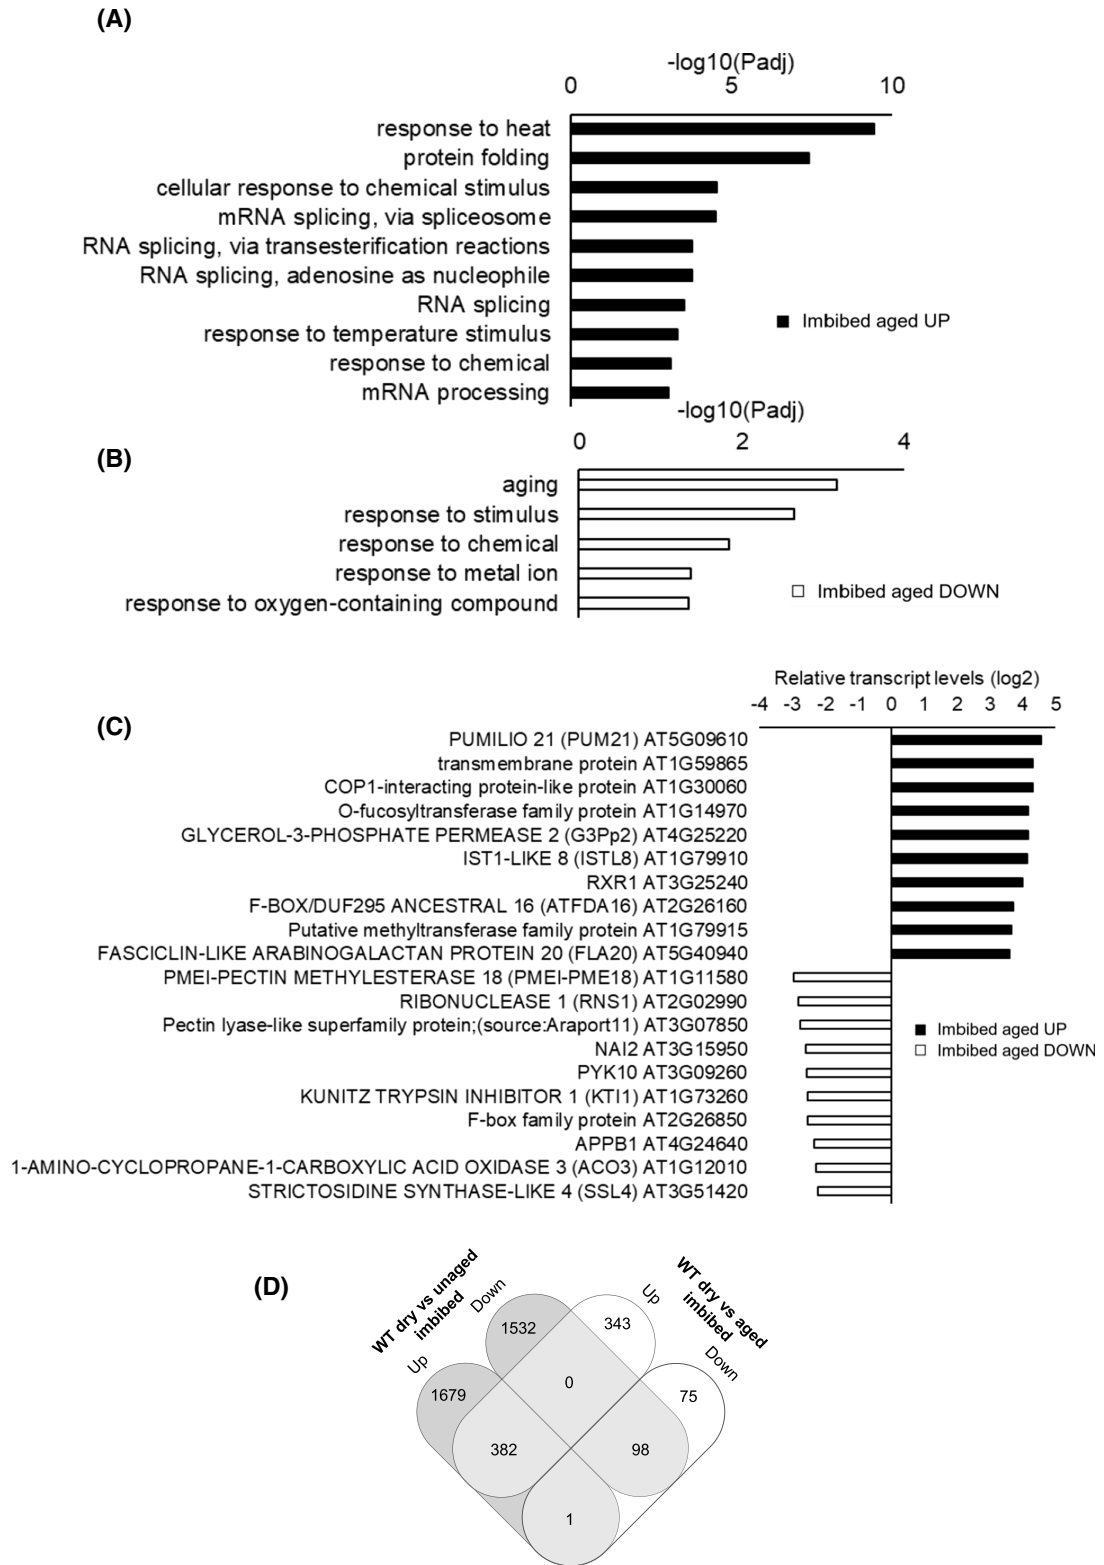 (A)
-log10(Padj)
0 5 10
response to heat
protein folding
cellular response to chemical stimulus
mRNA splicing, via spliceosome
RNA splicing, via transesterification reactions
RNA splicing, adenosine as nucleophile
RNA splicing
response to temperature stimulus
response to chemical
mRNA processing
Imbibed aged UP
(B)
-log10(Padj)
0 2 4
aging
response to stimulus
response to chemical
response to metal ion
response to oxygen-containing compound
Imbibed aged DOWN
(C)
Relative transcript levels (log2)
-4 -3 -2 -1 0 1 2 3 4 5
PUMILIO 21 (PUM21) AT5G09610
transmembrane protein AT1G59865
COP1-interacting protein-like protein AT1G30060
O-fucosyltransferase family protein AT1G14970
GLYCEROL-3-PHOSPHATE PERMEASE 2 (G3Pp2) AT4G25220
IST1-LIKE 8 (ISTL8) AT1G79910
RXR1 AT3G25240
F-BOX/DUF295 ANCESTRAL 16 (ATFDA16) AT2G26160
Putative methyltransferase family protein AT1G79915
FASCICLIN-LIKE ARABINOGALACTAN PROTEIN 20 (FLA20) AT5G40940
PMEI-PECTIN METHYLESTERASE 18 (PMEI-PME18) AT1G11580
RIBONUCLEASE 1 (RNS1) AT2G02990
Pectin lyase-like superfamily protein;(source:Araport11) AT3G07850
NAI2 AT3G15950
PYK10 AT3G09260
KUNITZ TRYPSIN INHIBITOR 1 (KTI1) AT1G73260
F-box family protein AT2G26850
APPB1 AT4G24640
1-AMINO-CYCLOPROPANE-1-CARBOXYLIC ACID OXIDASE 3 (ACO3) AT1G12010
STRICTOSIDINE SYNTHASE-LIKE 4 (SSL4) AT3G51420
Imbibed aged UP
Imbibed aged DOWN
(D)
WT dry vs unaged
imbibed
Up
Down
WT dry vs aged
imbibed
Up
Down
1532
343
1679
0
75
382
98
1